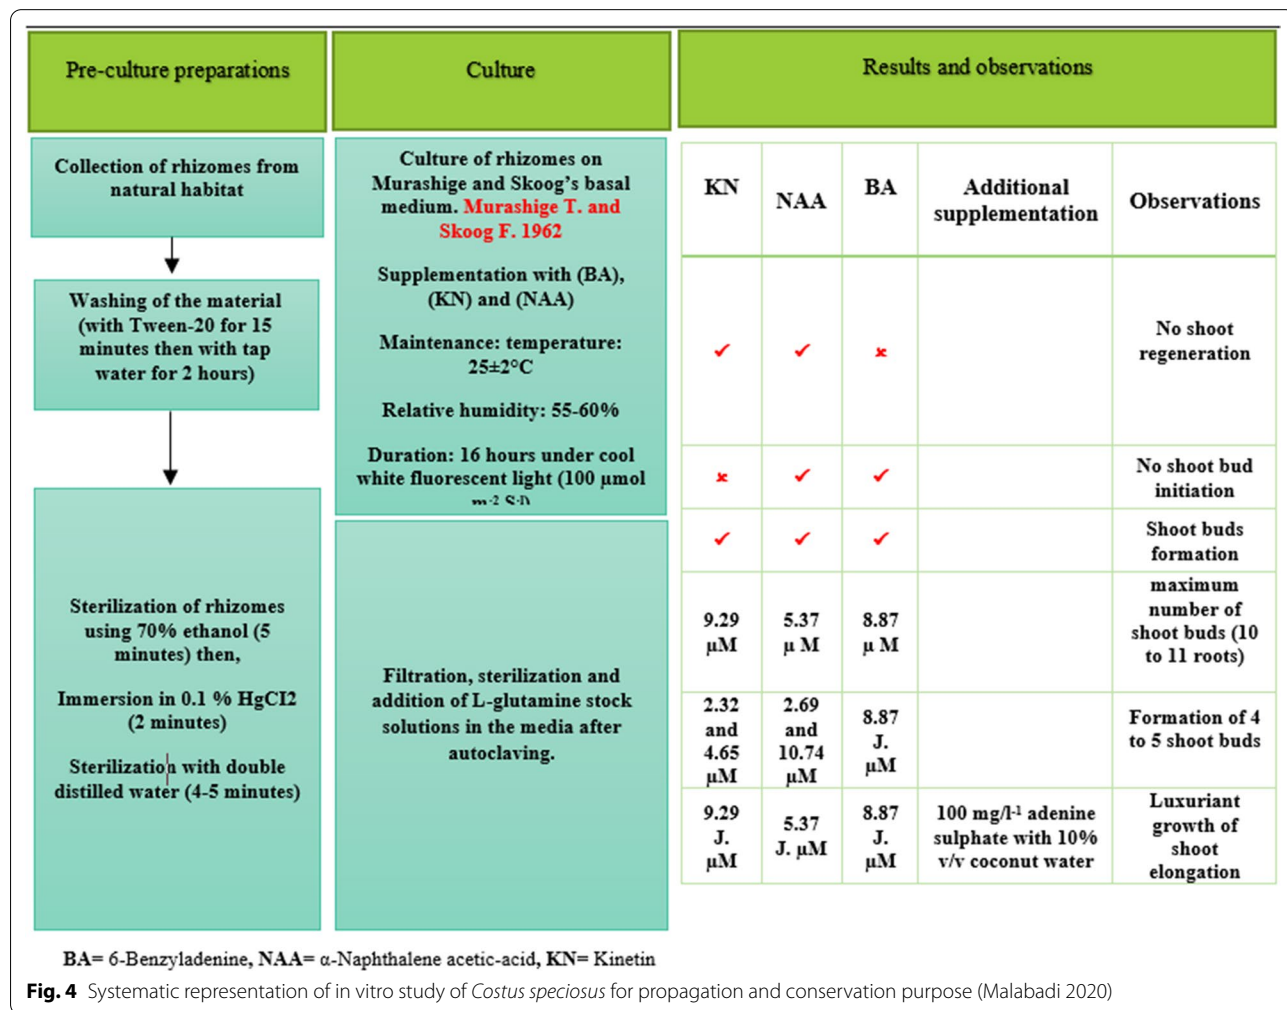 Pre-culture preparations
Collection of rhizomes from
natural habitat
Washing of the material
(with Tween-20 for 15
minutes then with tap
water for 2 hours)
Sterilization of rhizomes
using 70% ethanol (5
minutes) then,
Immersion in 0.1 % HgCI2
(2 minutes)
Sterilization with double
distilled water (4-5 minutes)
Culture
Culture of rhizomes on
Murashige and Skoog's basal
medium. Murashige T. and
Skoog F. 1962
Supplementation with (BA),
(KN) and (NAA)
Maintenance: temperature:
25±2°C
Relative humidity: 55-60%
Duration: 16 hours under cool
white fluorescent light (100 µmol
m-2 S-1)
Filtration, sterilization and
addition of L-glutamine stock
solutions in the media after
autoclaving.
Results and observations
KN NAA BA Additional
supplementation Observations
✓ ✓ × No shoot
regeneration
× ✓ ✓ No shoot bud
initiation
✓ ✓ ✓ Shoot buds
formation
9.29
µM
5.37
µ M
8.87
µ M
maximum
number of
shoot buds (10
to 11 roots)
2.32
and
4.65
µM
2.69
and
10.74
µM
8.87
J.
µM
Formation of 4
to 5 shoot buds
9.29
J.
µM
5.37
J. µM
8.87
J.
µM
100 mg/l-1 adenine
sulphate with 10%
v/v coconut water
Luxuriant
growth of
shoot
elongation
BA= 6-Benzyladenine, NAA= α-Naphthalene acetic-acid, KN= Kinetin
Fig. 4 Systematic representation of in vitro study of Costus speciosus for propagation and conservation purpose (Malabadi 2020)